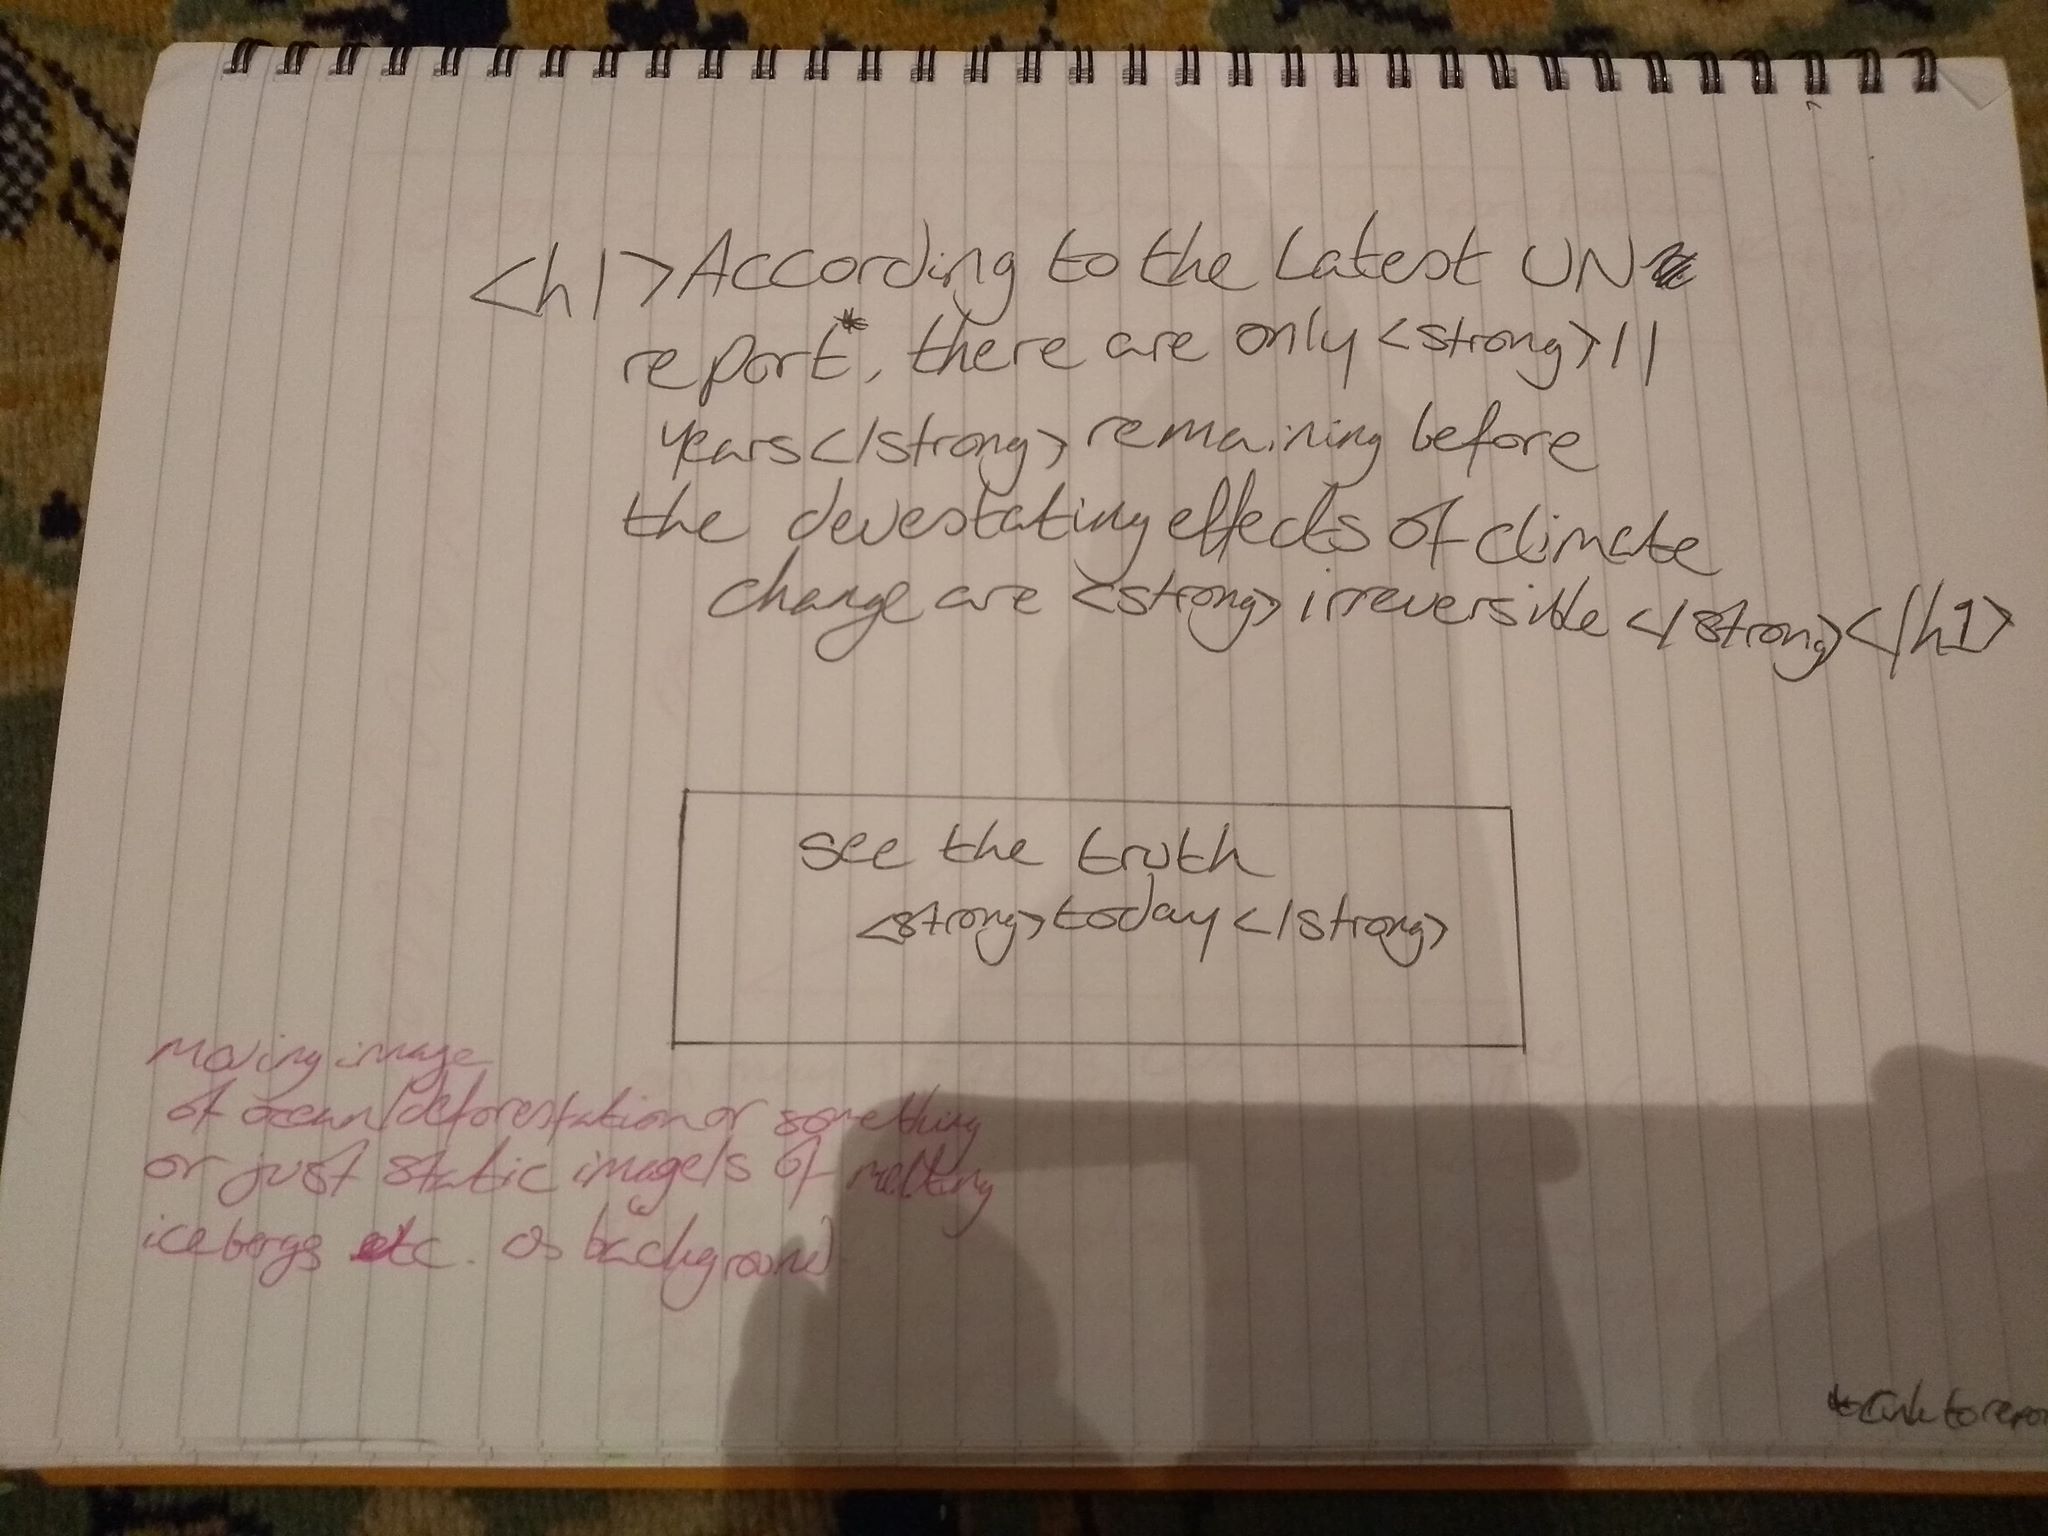 <h1>According to the Latest UN
report*, there are only <strong>11
years</strong> remaining before
the devestating effects of climate
change are <strong>irreversible</strong></h1>
see the truth
<strong>today</strong>
moving image
of ocean/deforestation or something
or just static image/s of melting
icebergs etc. as background.
*link to repor